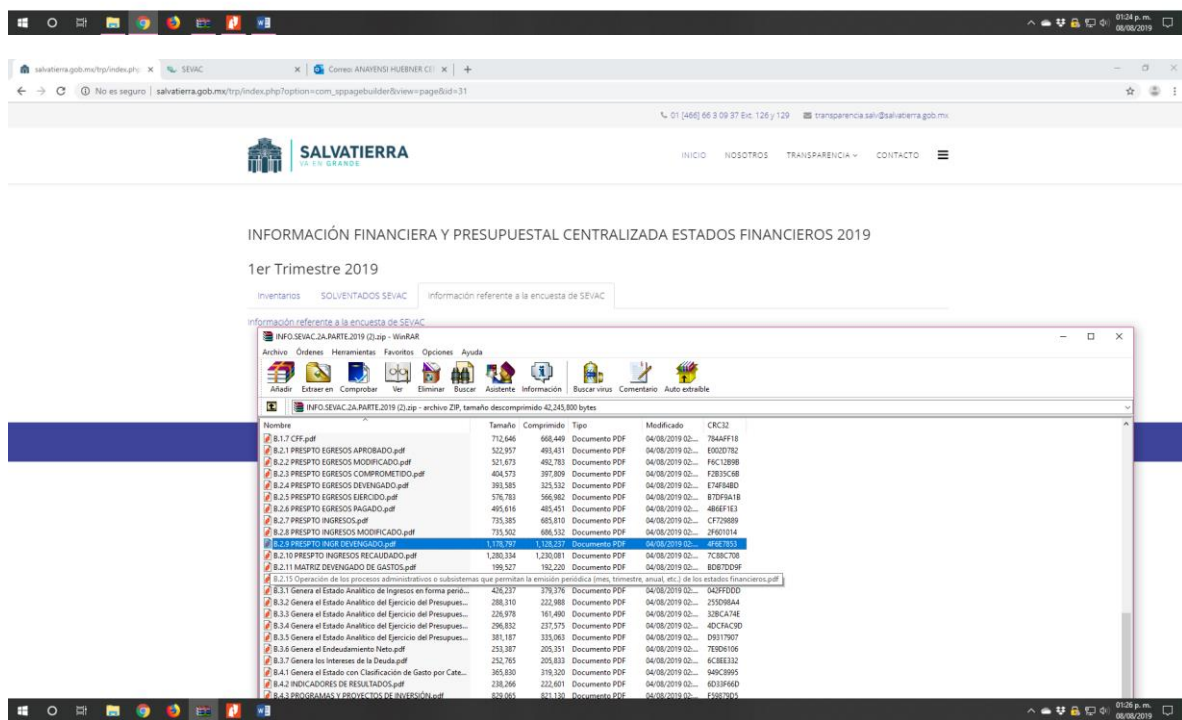 01:24 p. m.
08/08/2019
salvatierra.gob.mx/trp/index.php
SEVAC
Correo: ANAYENSI HUEBNER CE
No es seguro | salvatierra.gob.mx/trp/index.php?option=com_sppagebuilder&view=page&id=31
01 (466) 66 3 09 37 Ext. 126 y 129 transparencia.salv@salvatierra.gob.mx
SALVATIERRA
VA EN GRANDE
INICIO NOSOTROS TRANSPARENCIA CONTACTO
INFORMACIÓN FINANCIERA Y PRESUPUESTAL CENTRALIZADA ESTADOS FINANCIEROS 2019
1er Trimestre 2019
Inventarios SOLVENTADOS SEVAC Información referente a la encuesta de SEVAC
Información referente a la encuesta de SEVAC
INFO.SEVAC.2A.PARTE.2019 (2).zip - WinRAR
Archivo Órdenes Herramientas Favoritos Opciones Ayuda
Añadir Extraer en Comprobar Ver Eliminar Buscar Asistente Información Buscar virus Comentario Auto extraíble
INFO.SEVAC.2A.PARTE.2019 (2).zip - archivo ZIP, tamaño descomprimido 42,245,800 bytes
Nombre Tamaño Comprimido Tipo Modificado CRC32
B.1.7 CFF.pdf 712,646 668,449 Documento PDF 04/08/2019 02:... 784AFF18
B.2.1 PRESPTO EGRESOS APROBADO.pdf 522,957 493,431 Documento PDF 04/08/2019 02:... E002D782
B.2.2 PRESPTO EGRESOS MODIFICADO.pdf 521,673 492,783 Documento PDF 04/08/2019 02:... F6C12B9B
B.2.3 PRESPTO EGRESOS COMPROMETIDO.pdf 404,573 397,809 Documento PDF 04/08/2019 02:... F2B35C6B
B.2.4 PRESPTO EGRESOS DEVENGADO.pdf 393,585 325,532 Documento PDF 04/08/2019 02:... E74F84BD
B.2.5 PRESPTO EGRESOS EJERCIDO.pdf 576,783 566,982 Documento PDF 04/08/2019 02:... B7DF9A1B
B.2.6 PRESPTO EGRESOS PAGADO.pdf 495,616 485,451 Documento PDF 04/08/2019 02:... 4B6EF1E3
B.2.7 PRESPTO INGRESOS.pdf 735,385 685,810 Documento PDF 04/08/2019 02:... CF729889
B.2.8 PRESPTO INGRESOS MODIFICADO.pdf 735,502 686,532 Documento PDF 04/08/2019 02:... 2F601014
B.2.9 PRESPTO INGR DEVENGADO.pdf 1,178,797 1,128,237 Documento PDF 04/08/2019 02:... 4F6E7853
B.2.10 PRESPTO INGRESOS RECAUDADO.pdf 1,280,334 1,230,081 Documento PDF 04/08/2019 02:... 7C88C708
B.2.11 MATRIZ DEVENGADO DE GASTOS.pdf 199,527 192,220 Documento PDF 04/08/2019 02:... BDB7DD9F
B.2.15 Operación de los procesos administrativos o subsistemas que permitan la emisión periódica (mes, trimestre, anual, etc.) de los estados financieros.pdf
B.3.1 Genera el Estado Analítico de Ingresos en forma perió... 426,237 379,376 Documento PDF 04/08/2019 02:... 042FFDDD
B.3.2 Genera el Estado Analítico del Ejercicio del Presupues... 288,310 222,988 Documento PDF 04/08/2019 02:... 255D98A4
B.3.3 Genera el Estado Analítico del Ejercicio del Presupues... 226,978 161,490 Documento PDF 04/08/2019 02:... 32BCA74E
B.3.4 Genera el Estado Analítico del Ejercicio del Presupues... 296,832 237,575 Documento PDF 04/08/2019 02:... 4DCFAC9D
B.3.5 Genera el Estado Analítico del Ejercicio del Presupues... 381,187 335,063 Documento PDF 04/08/2019 02:... D9317907
B.3.6 Genera el Endeudamiento Neto.pdf 253,387 205,351 Documento PDF 04/08/2019 02:... 7E9D6106
B.3.7 Genera los Intereses de la Deuda.pdf 252,765 205,833 Documento PDF 04/08/2019 02:... 6C8EE332
B.4.1 Genera el Estado con Clasificación de Gasto por Cate... 365,830 319,320 Documento PDF 04/08/2019 02:... 949C8995
B.4.2 INDICADORES DE RESULTADOS.pdf 238,266 222,601 Documento PDF 04/08/2019 02:... 6D33F66D
B.4.3 PROGRAMAS Y PROYECTOS DE INVERSIÓN.pdf 829,065 821,130 Documento PDF 04/08/2019 02:... F59879D5
01:26 p. m.
08/08/2019